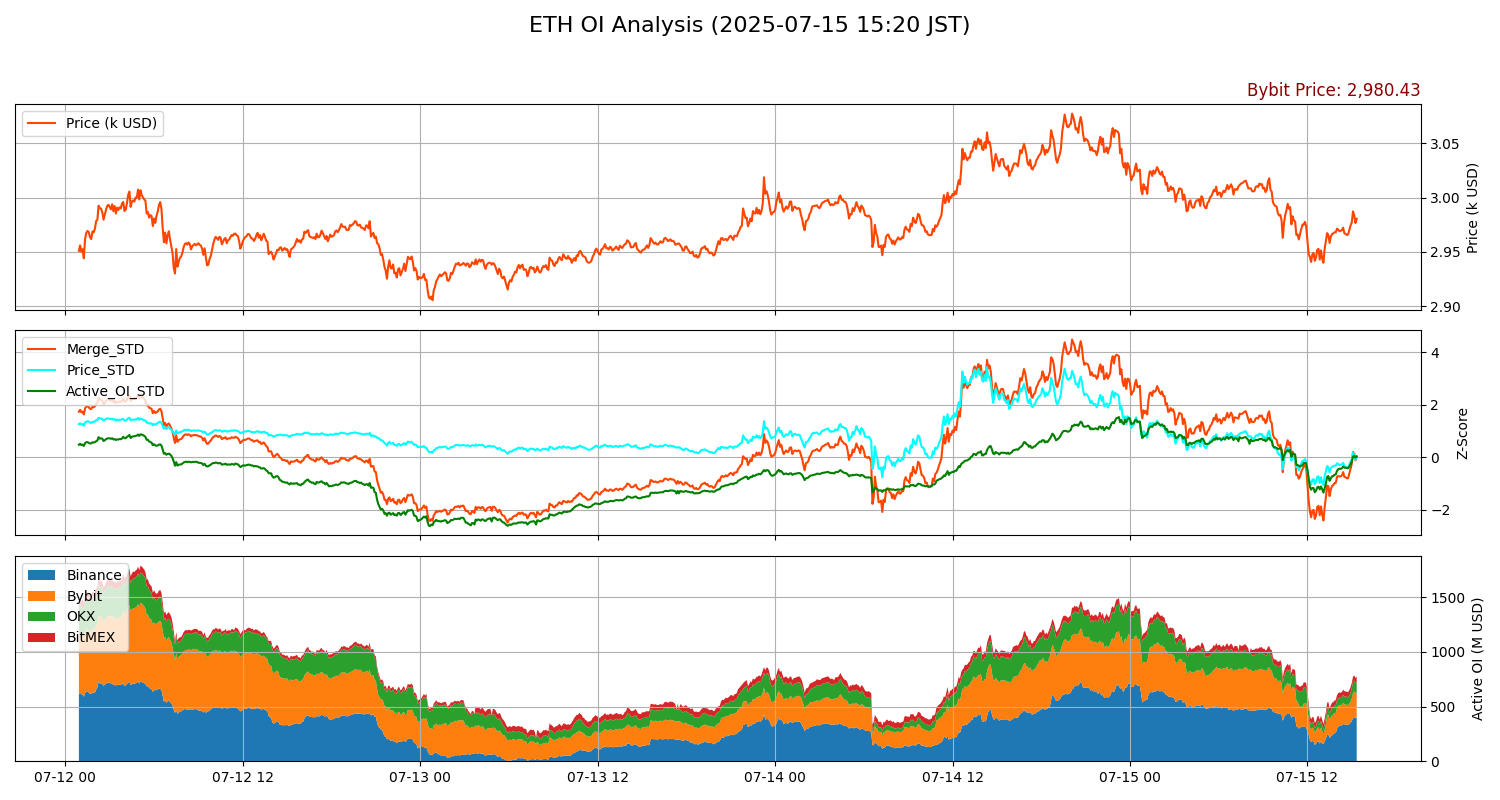 ETH OI Analysis (2025-07-15 15:20 JST)
Bybit Price: 2,980.43
Price (k USD)
3.05
3.00
2.95
2.90
Price (k USD)
Merge_STD
Price_STD
Active_OI_STD
4
2
0
−2
Z-Score
Binance
Bybit
OKX
BitMEX
1500
1000
500
0
Active OI (M USD)
07-12 00
07-12 12
07-13 00
07-13 12
07-14 00
07-14 12
07-15 00
07-15 12